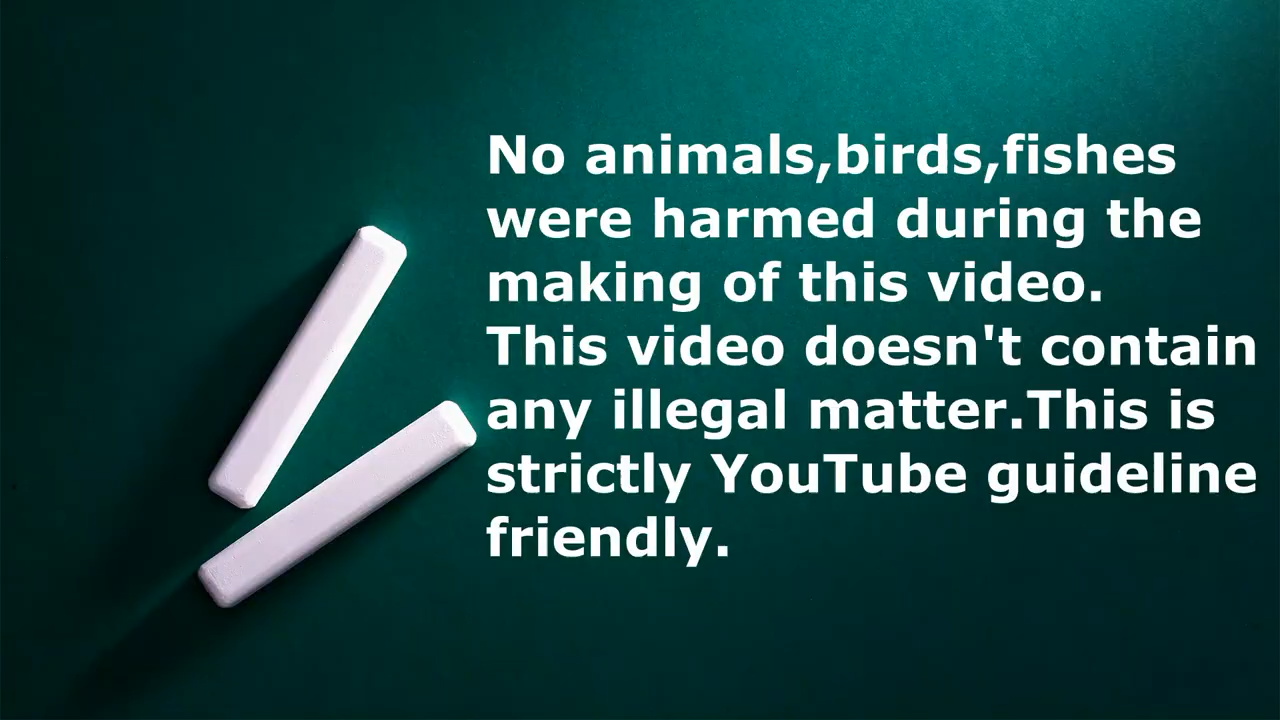 No animals,birds,fishes
were harmed during the
making of this video.
This video doesn't contain
any illegal matter.This is
strictly YouTube guideline
friendly.